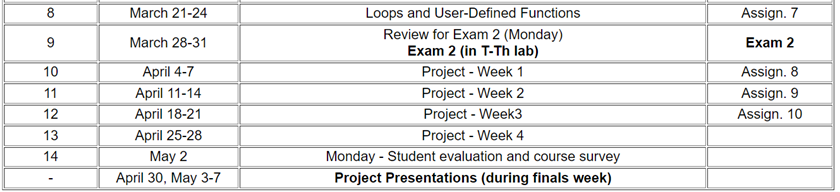 8 March 21-24 Loops and User-Defined Functions Assign. 7
9 March 28-31 Review for Exam 2 (Monday)
Exam 2 (in T-Th lab) Exam 2
10 April 4-7 Project - Week 1 Assign. 8
11 April 11-14 Project - Week 2 Assign. 9
12 April 18-21 Project - Week3 Assign. 10
13 April 25-28 Project - Week 4
14 May 2 Monday - Student evaluation and course survey
- April 30, May 3-7 Project Presentations (during finals week)